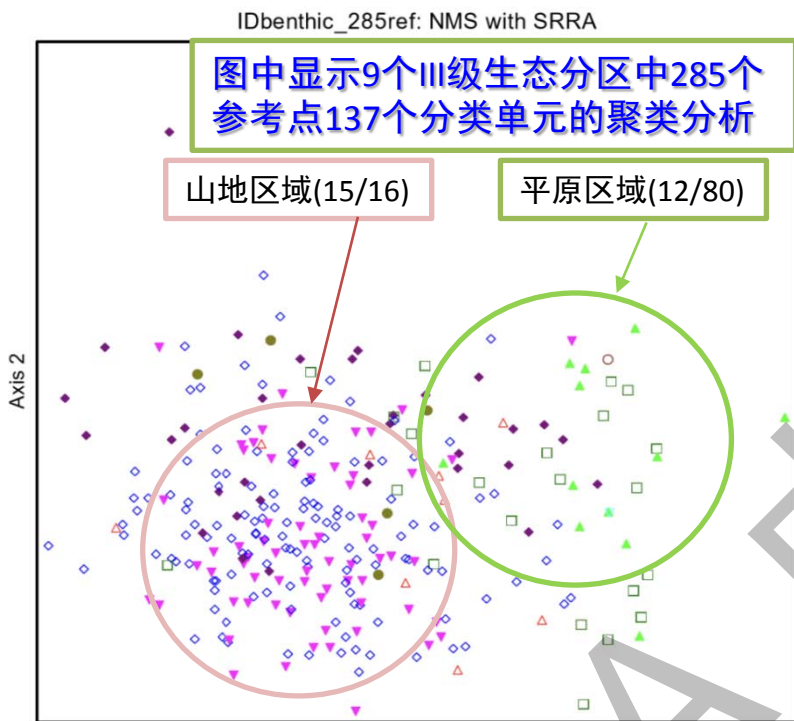 IDbenthic_285ref: NMS with SRRA
图中显示9个III级生态分区中285个
参考点137个分类单元的聚类分析
山地区域(15/16)
平原区域(12/80)
Axis 2